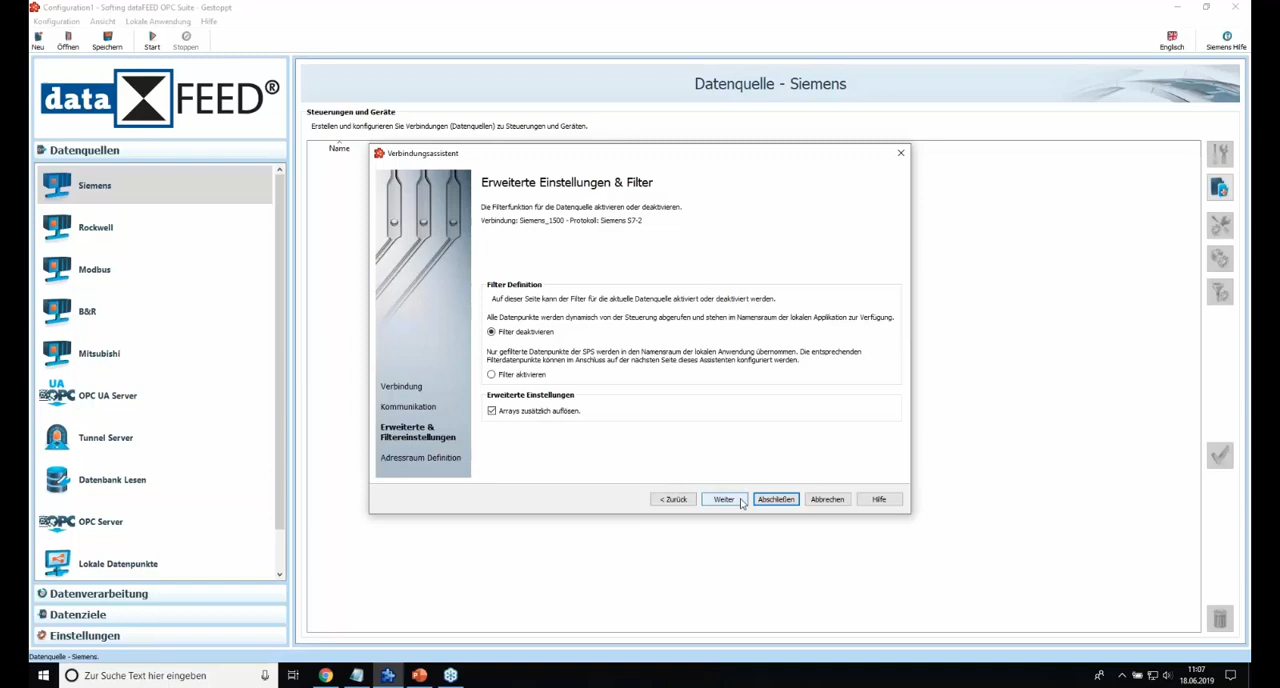 Configuration1 - Softing dataFEED OPC Suite - Gestoppt
Konfiguration Ansicht Lokale Anwendung Hilfe
Neu Öffnen Speichern Start Stoppen Englisch Siemens Hilfe
data FEED®
Datenquelle - Siemens
Steuerungen und Geräte
Erstellen und konfigurieren Sie Verbindungen (Datenquellen) zu Steuerungen und Geräten.
Name
Datenquellen
Siemens
Rockwell
Modbus
B&R
Mitsubishi
UA
OPC
OPC UA Server
Tunnel Server
Datenbank Lesen
OPC
OPC Server
Lokale Datenpunkte
Datenverarbeitung
Datenziele
Einstellungen
Verbindungsassistent
Erweiterte Einstellungen & Filter
Die Filterfunktion für die Datenquelle aktivieren oder deaktivieren.
Verbindung: Siemens_1500 - Protokoll: Siemens S7-2
Filter Definition
Auf dieser Seite kann der Filter für die aktuelle Datenquelle aktiviert oder deaktiviert werden.
Alle Datenpunkte werden dynamisch von der Steuerung abgerufen und stehen im Namensraum der lokalen Applikation zur Verfügung.
Filter deaktivieren
Nur gefilterte Datenpunkte der SPS werden in den Namensraum der lokalen Anwendung übernommen. Die entsprechenden
Filterdatenpunkte können im Anschluss auf der nächsten Seite dieses Assistenten konfiguriert werden.
Filter aktivieren
Erweiterte Einstellungen
Arrays zusätzlich auflösen.
Verbindung
Kommunikation
Erweiterte &
Filtereinstellungen
Adressraum Definition
< Zurück Weiter Abschließen Abbrechen Hilfe
Datenquelle - Siemens.
Zur Suche Text hier eingeben
11:07
18.06.2019